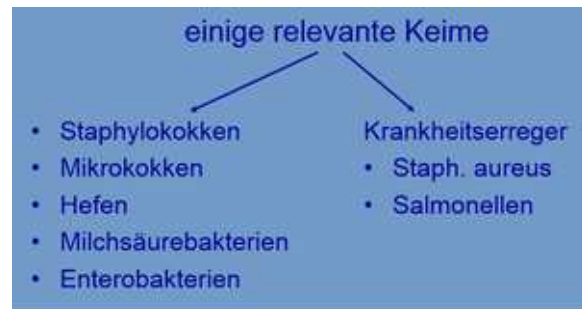 einige relevante Keime
• Staphylokokken
• Mikrokokken
• Hefen
• Milchsäurebakterien
• Enterobakterien
Krankheitserreger
• Staph. aureus
• Salmonellen